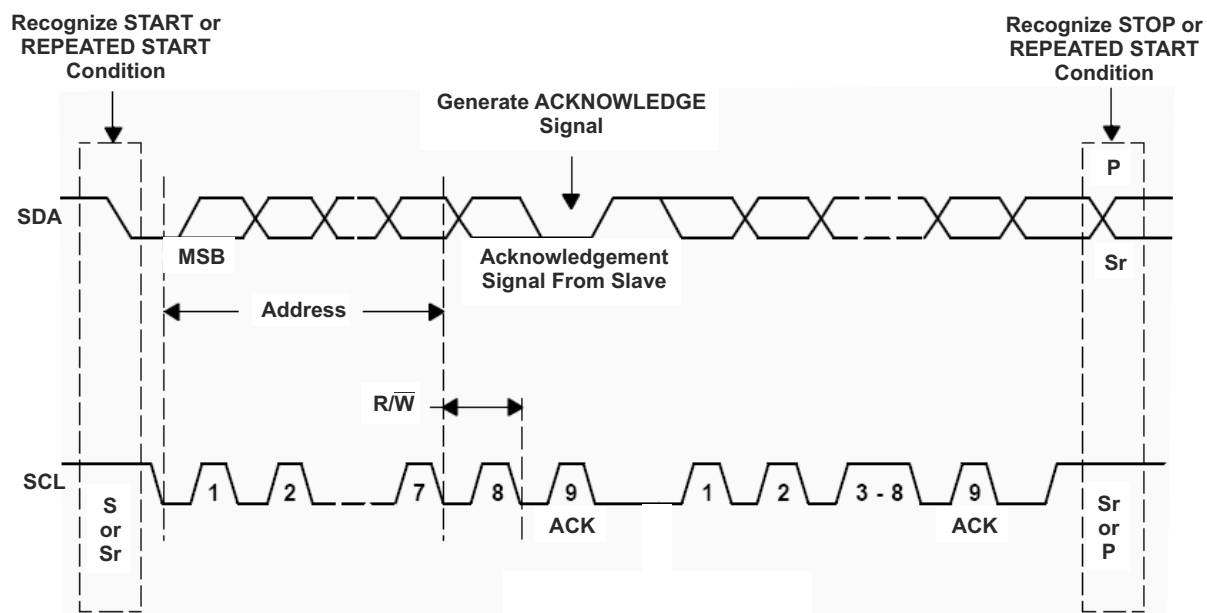 Recognize START or
REPEATED START
Condition
Recognize STOP or
REPEATED START
Condition
Generate ACKNOWLEDGE
Signal
P
SDA
MSB
Acknowledgement
Signal From Slave
Sr
Address
R/W̅
SCL
1
2
7
8
9
1
2
3 - 8
9
S
or
Sr
ACK
ACK
Sr
or
P